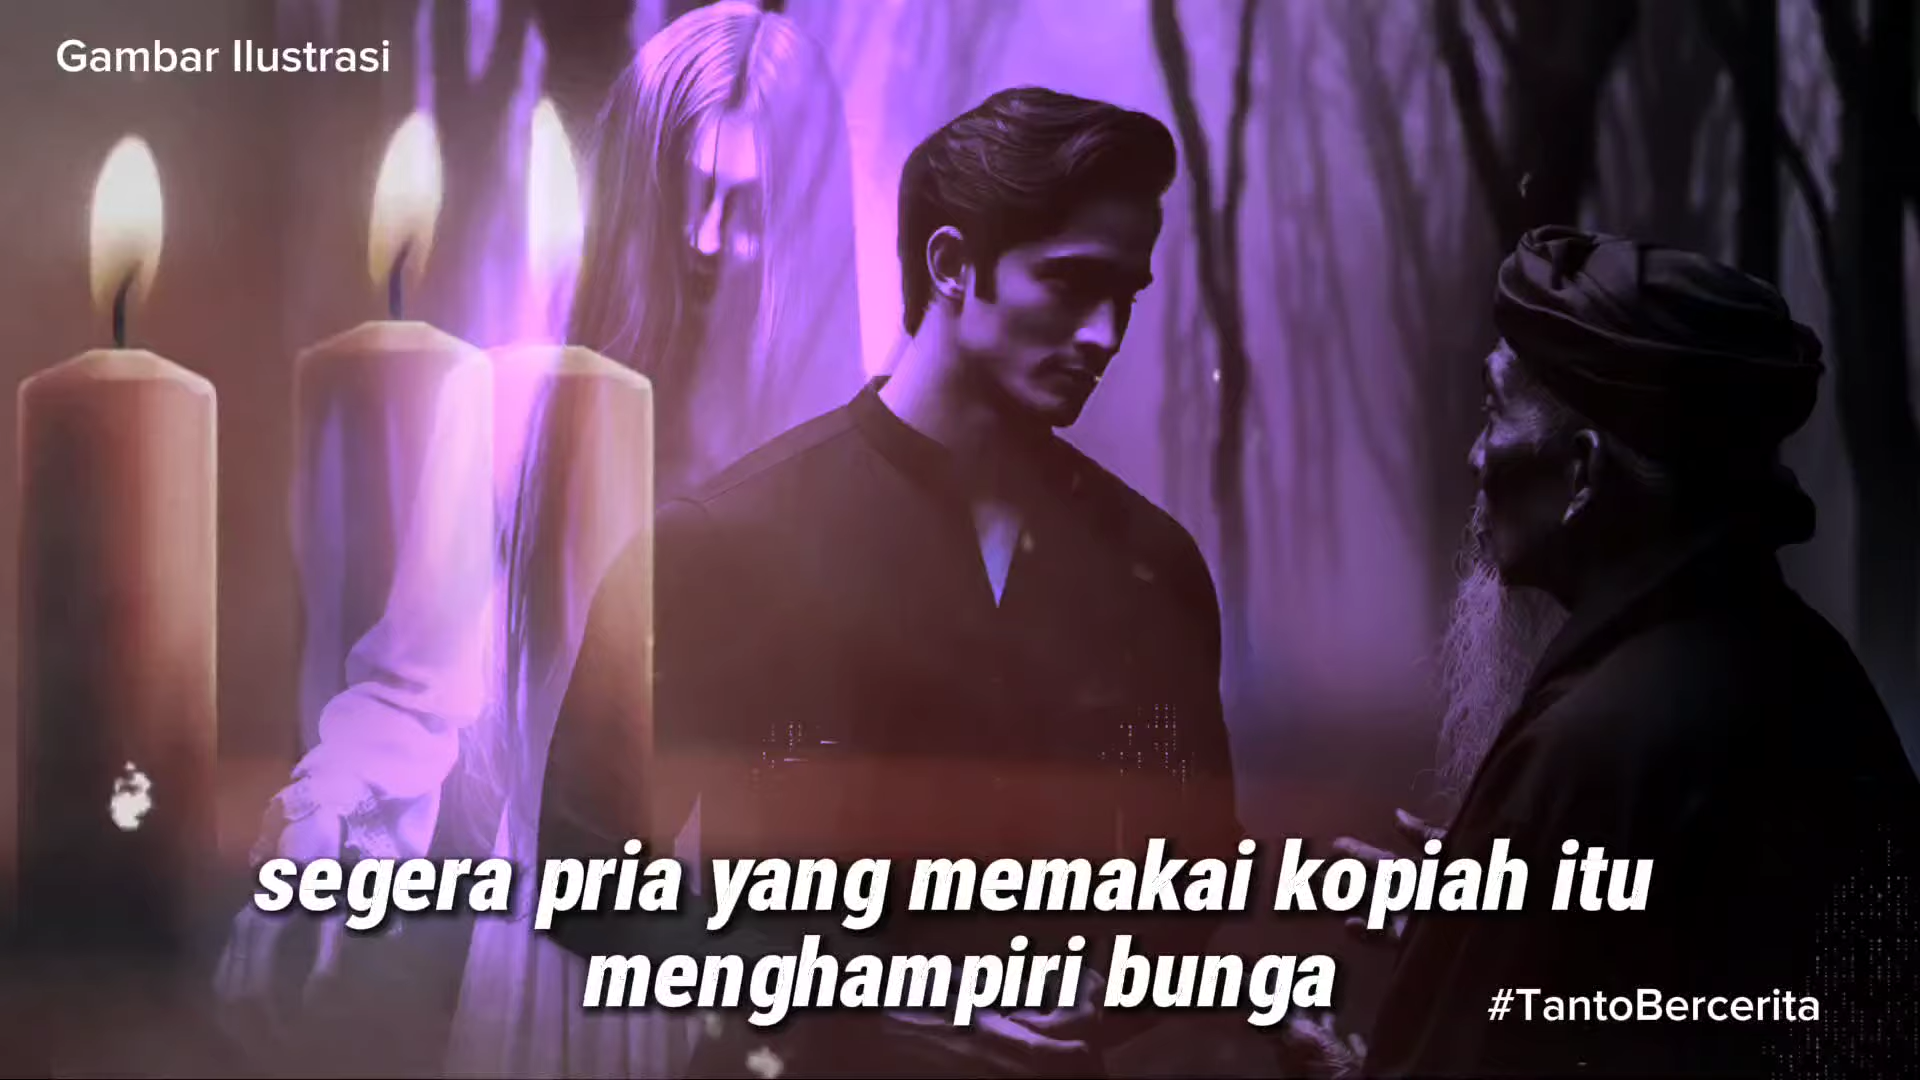 Gambar Ilustrasi
segera pria yang memakai kopiah itu
menghampiri bunga
#TantoBercerita